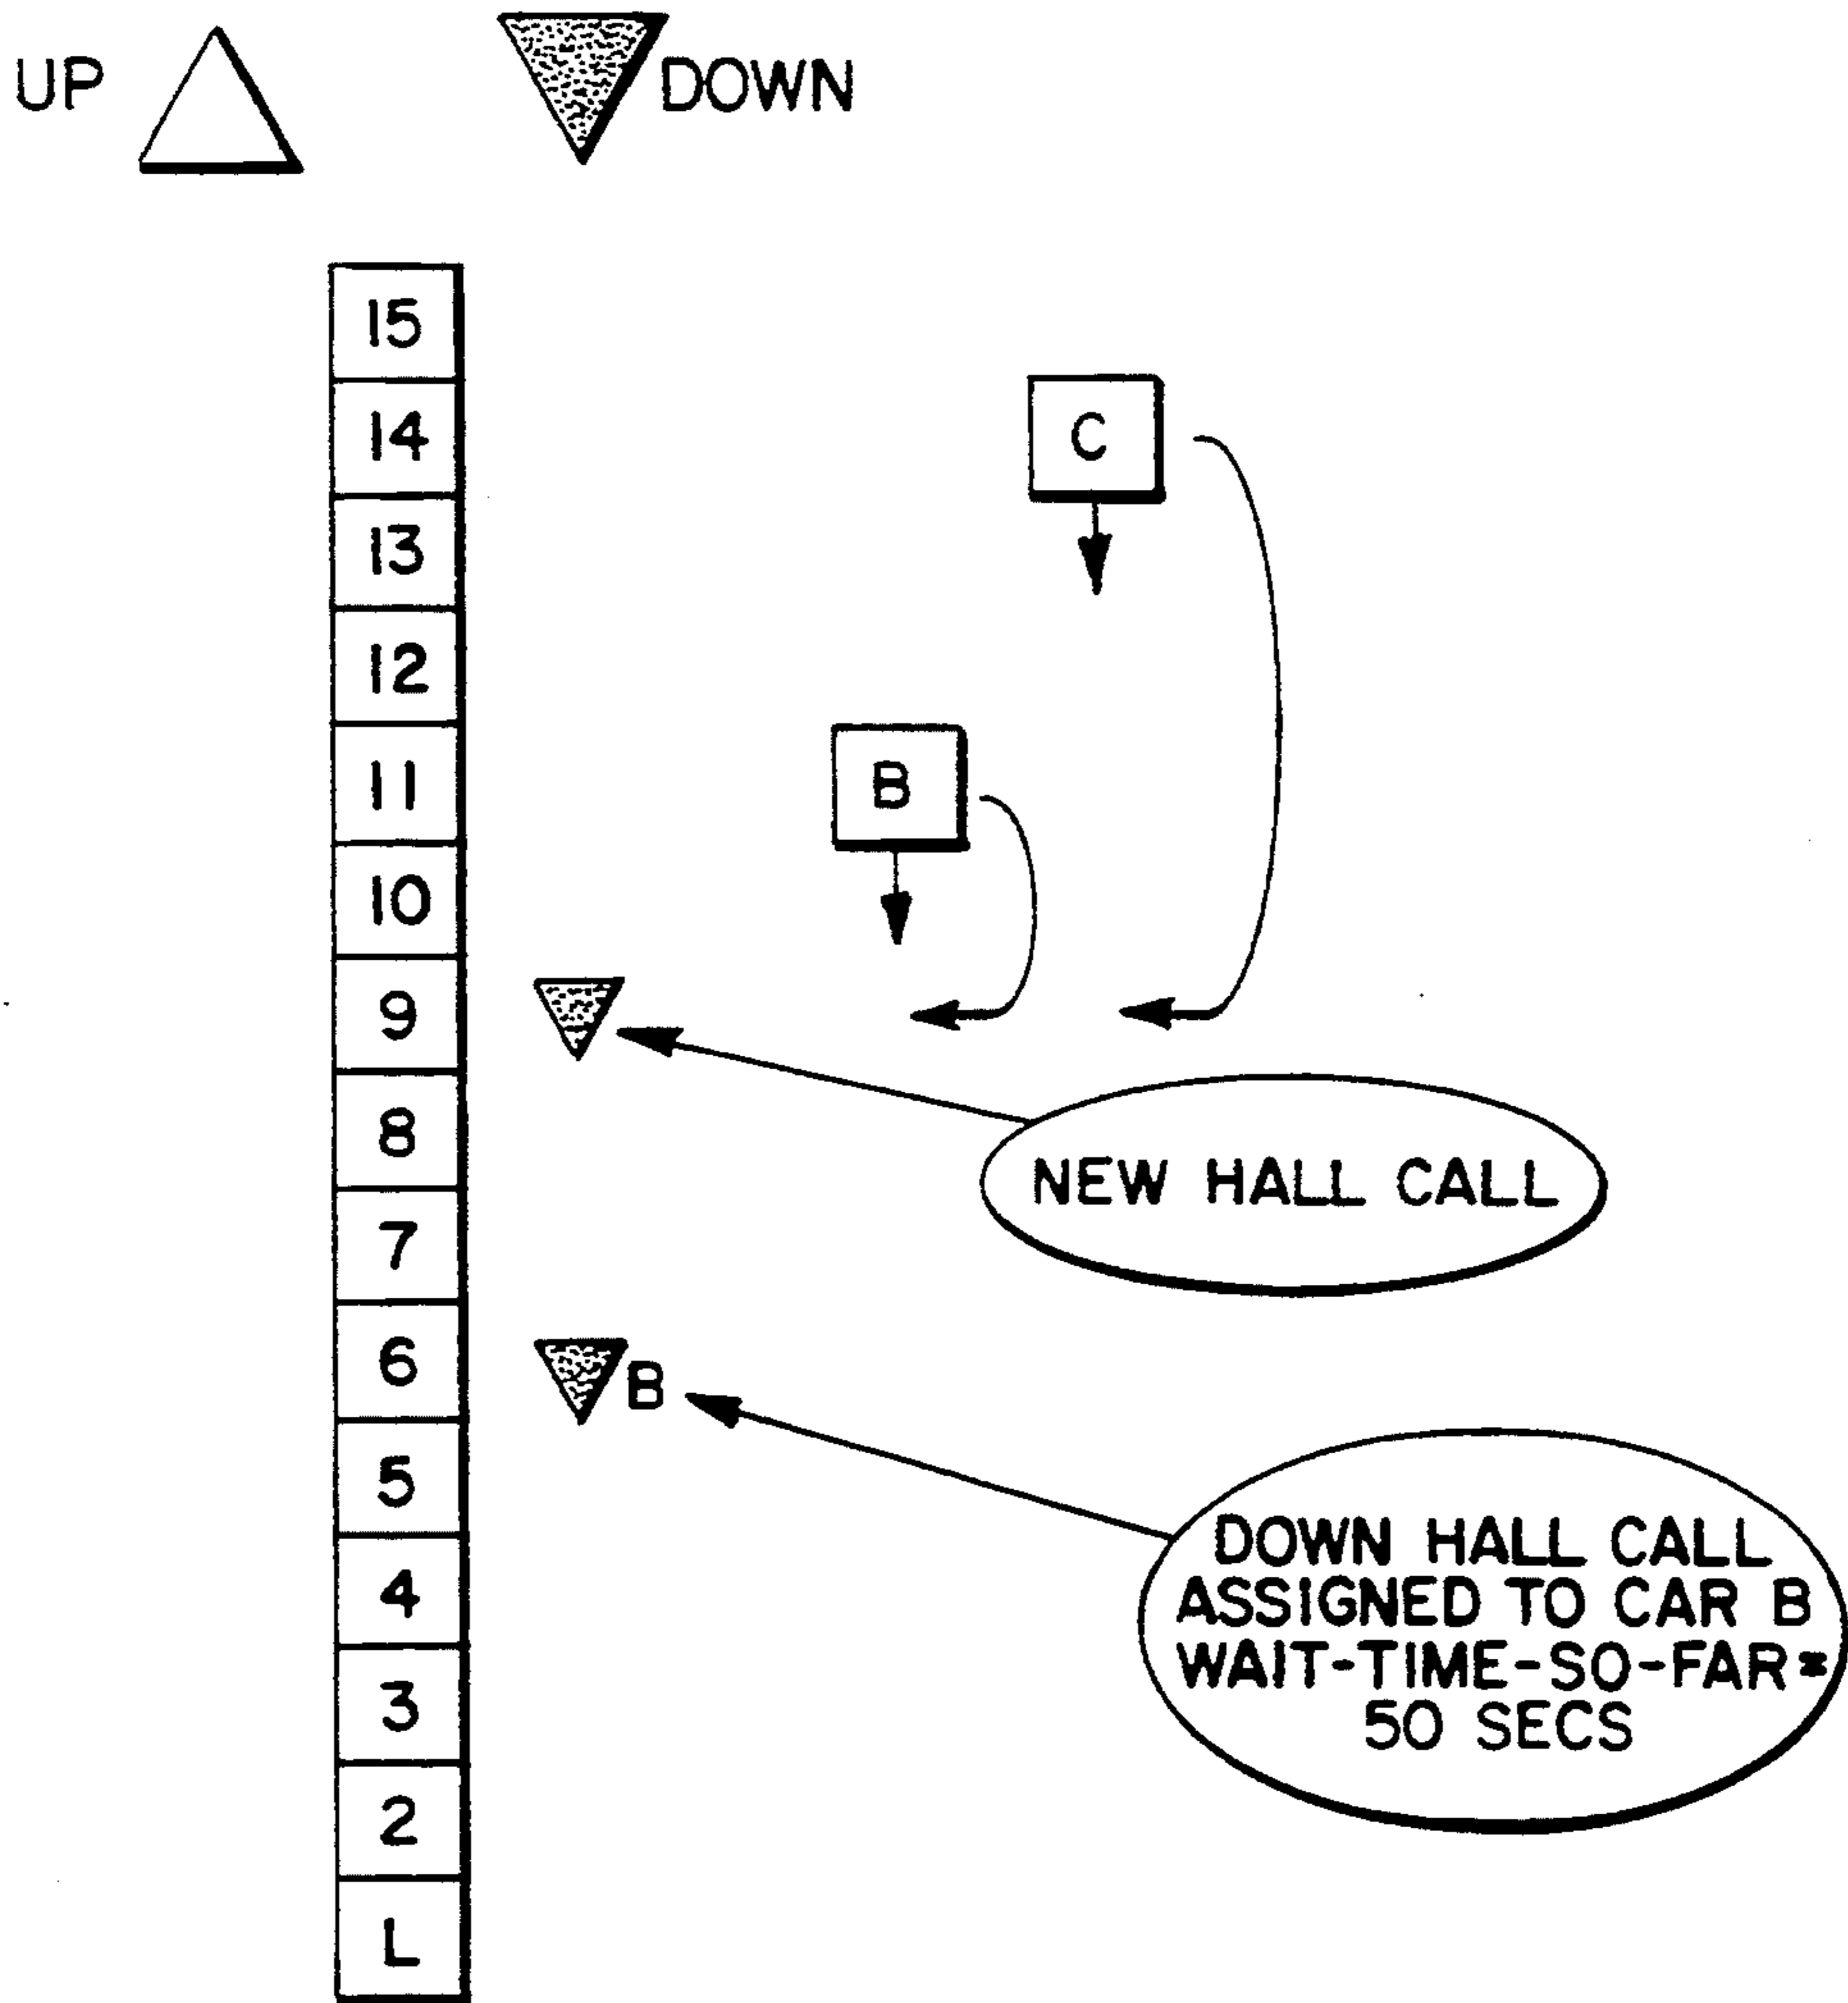 UP
DOWN
15
14
C
13
12
11
B
10
9
8
NEW HALL CALL
7
6
B
5
DOWN HALL CALL
ASSIGNED TO CAR B
4
WAIT-TIME-SO-FAR=
3
50 SECS
2
L